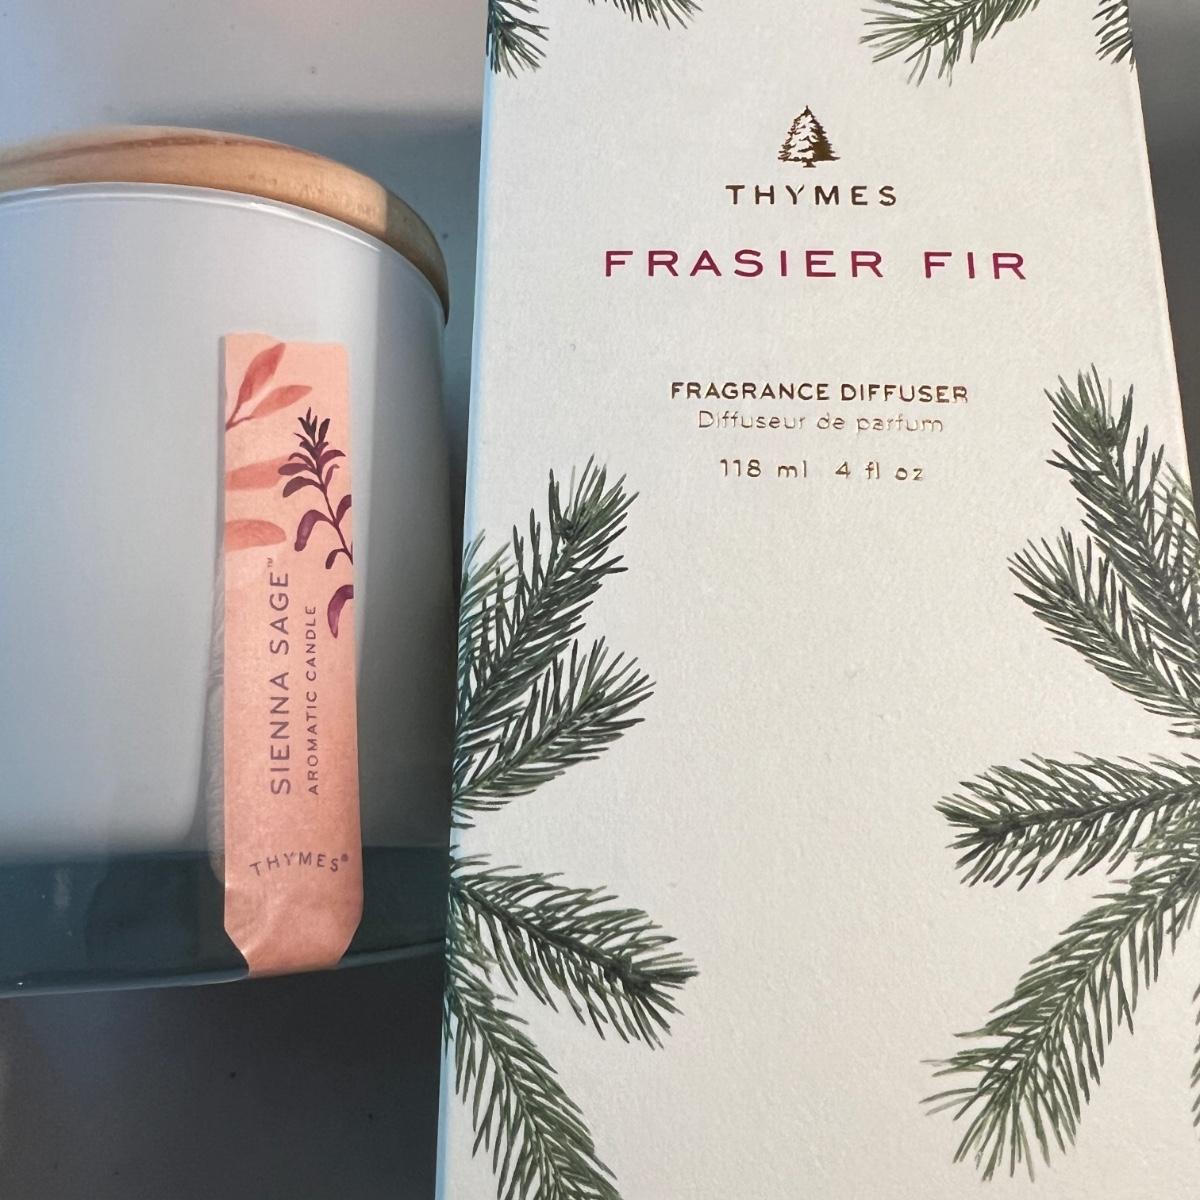 SIENNA SAGE™
AROMATIC CANDLE
THYMES®
THYMES
FRASIER FIR
FRAGRANCE DIFFUSER
Diffuseur de parfum
118 ml 4 fl oz